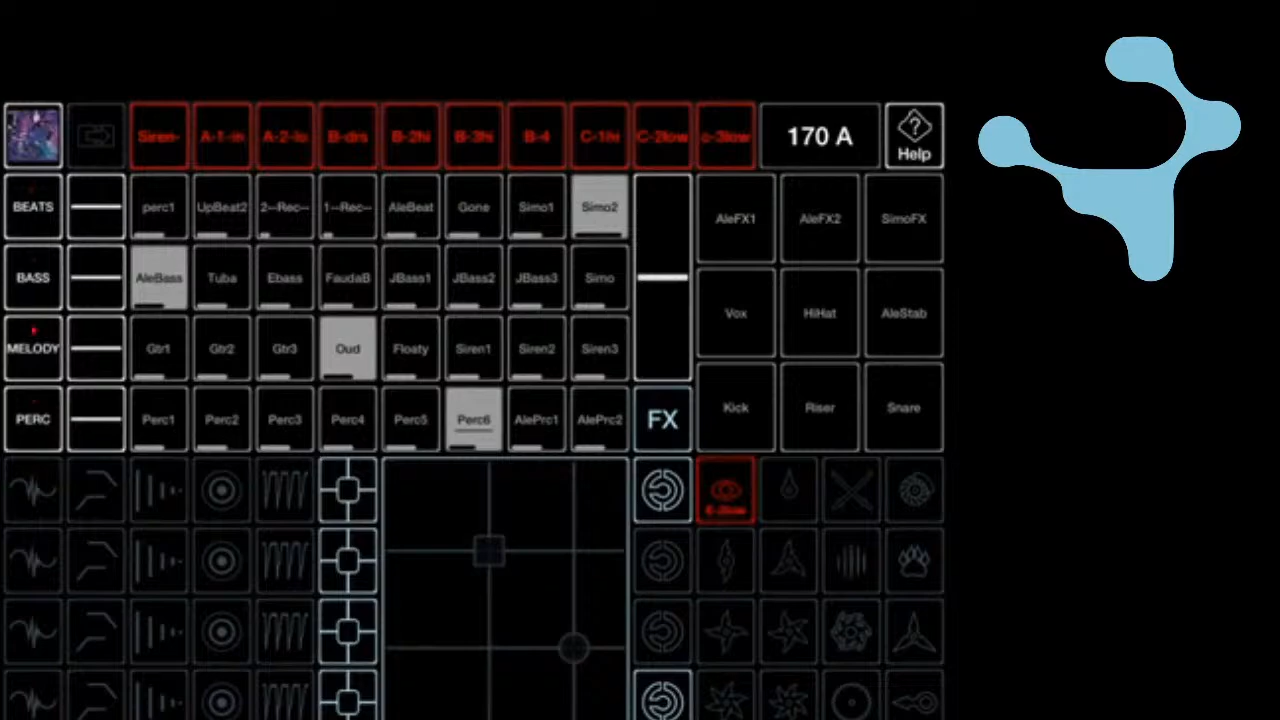 Siren- A-1-in A-2-lo B-drs B-2hi B-3hi B-4 C-1hi C-2low c-3low 170 A Help
BEATS perc1 UpBeat2 2--Rec-- 1--Rec-- AleBeat Gone Simo1 Simo2
AleFX1 AleFX2 SimoFX
BASS AleBass Tuba Ebass FaudaB JBass1 JBass2 JBass3 Simo
Vox HiHat AleStab
MELODY Gtr1 Gtr2 Gtr3 Oud Floaty Siren1 Siren2 Siren3
Kick Riser Snare
PERC Perc1 Perc2 Perc3 Perc4 Perc5 Perc6 AlePrc1 AlePrc2 FX